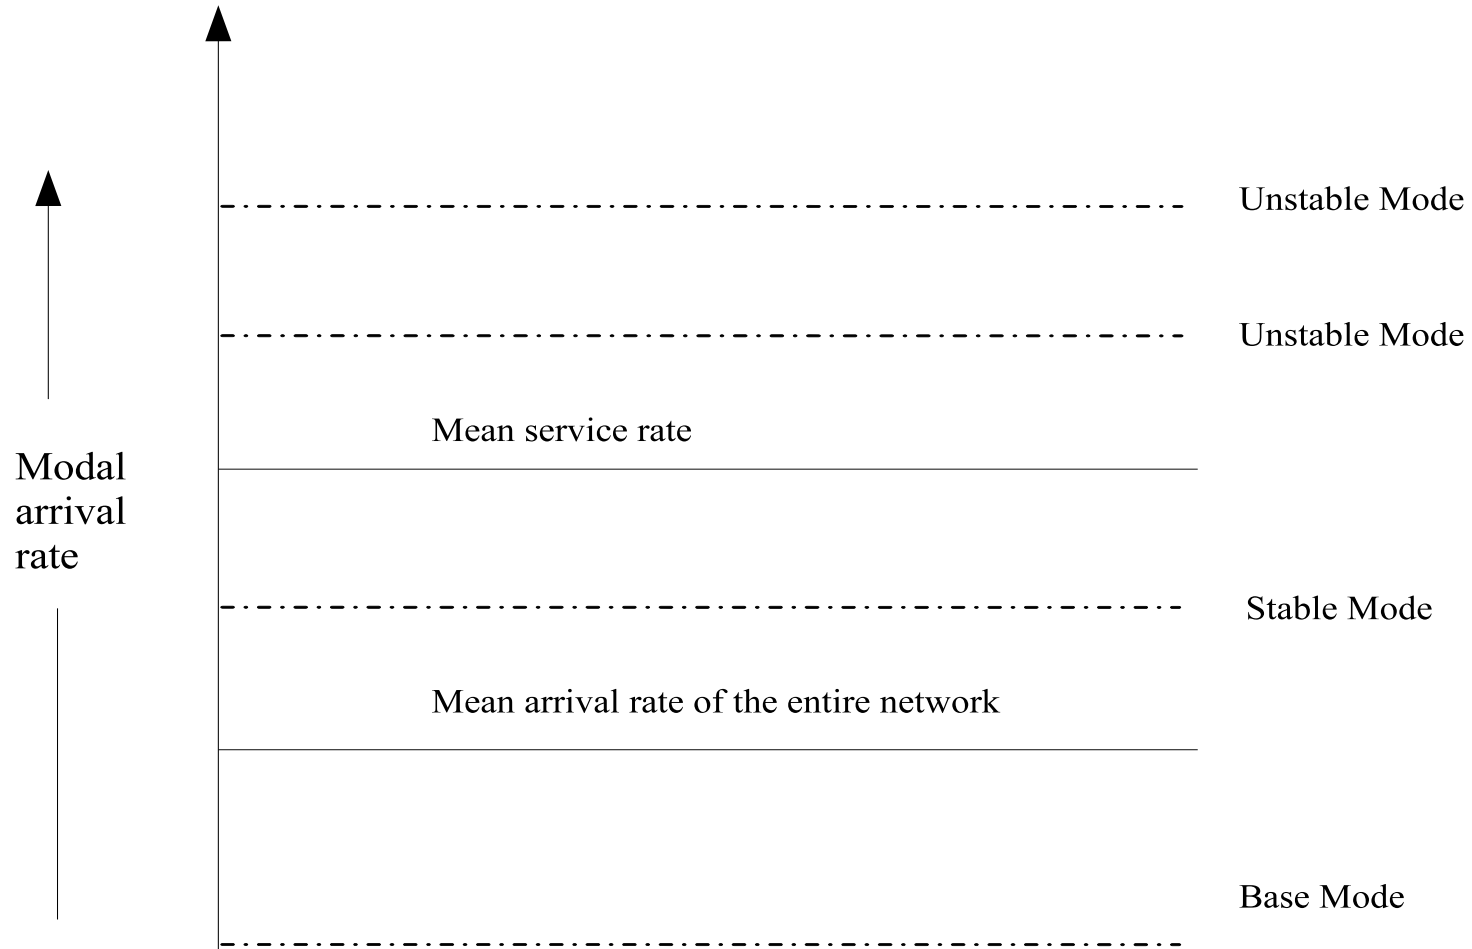 Unstable Mode
Unstable Mode
Mean service rate
Modal
arrival
rate
Stable Mode
Mean arrival rate of the entire network
Base Mode